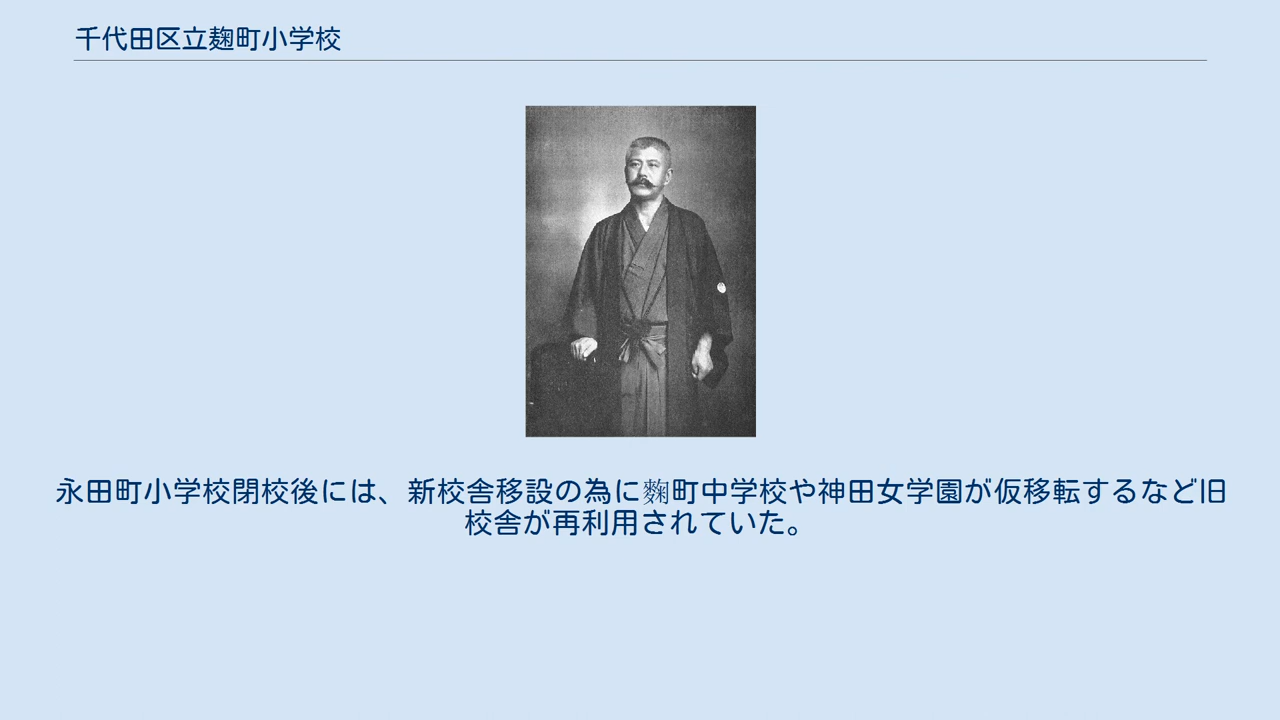 千代田区立麹町小学校
永田町小学校閉校後には、新校舎移設の為に麴町中学校や神田女学園が仮移転するなど旧
校舎が再利用されていた。